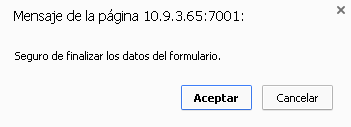 Mensaje de la página 10.9.3.65:7001:
Seguro de finalizar los datos del formulario.
Aceptar
Cancelar